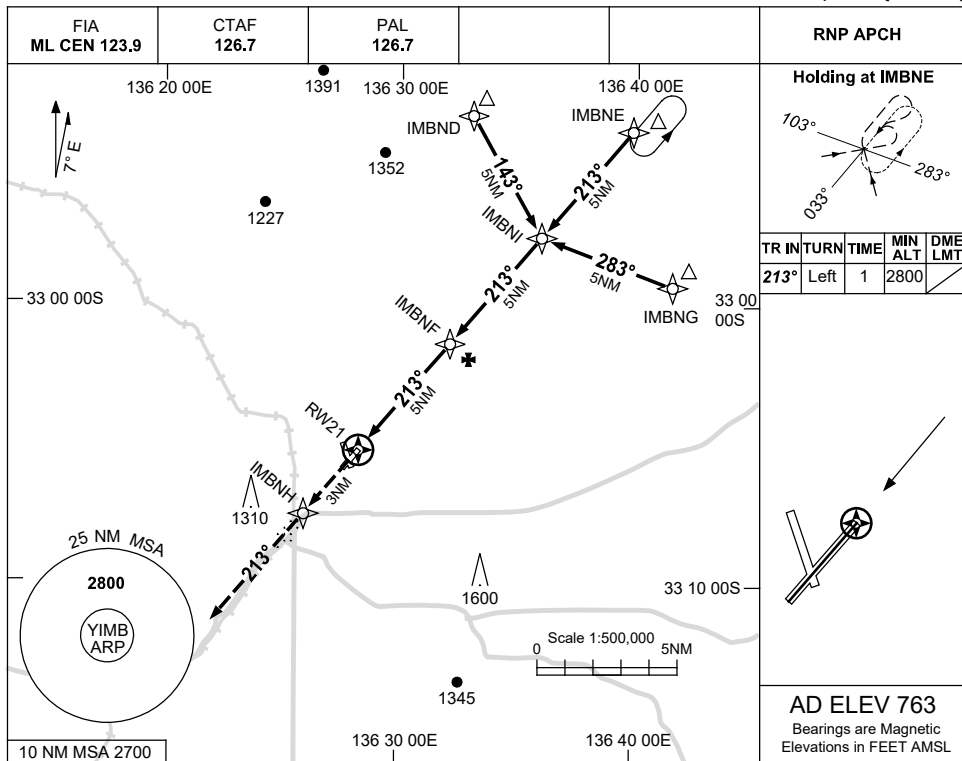 FIA
ML CEN 123.9
CTAF
126.7
PAL
126.7
RNP APCH
136 20 00E
1391
136 30 00E
136 40 00E
7° E
IMBND
IMBNE
1352
1227
143°
5NM
213°
5NM
IMBNI
283°
5NM
IMBNG
213°
5NM
33 00 00S
33 00
00S
IMBNF
213°
5NM
RW21
3NM
IMBNH
1310
213°
25 NM MSA
2800
YIMB
ARP
1600
33 10 00S
Scale 1:500,000
0
5NM
1345
10 NM MSA 2700
136 30 00E
136 40 00E
Holding at IMBNE
103°
283°
033°
TR IN TURN TIME MIN ALT DME LMT
213° Left 1 2800
AD ELEV 763
Bearings are Magnetic
Elevations in FEET AMSL